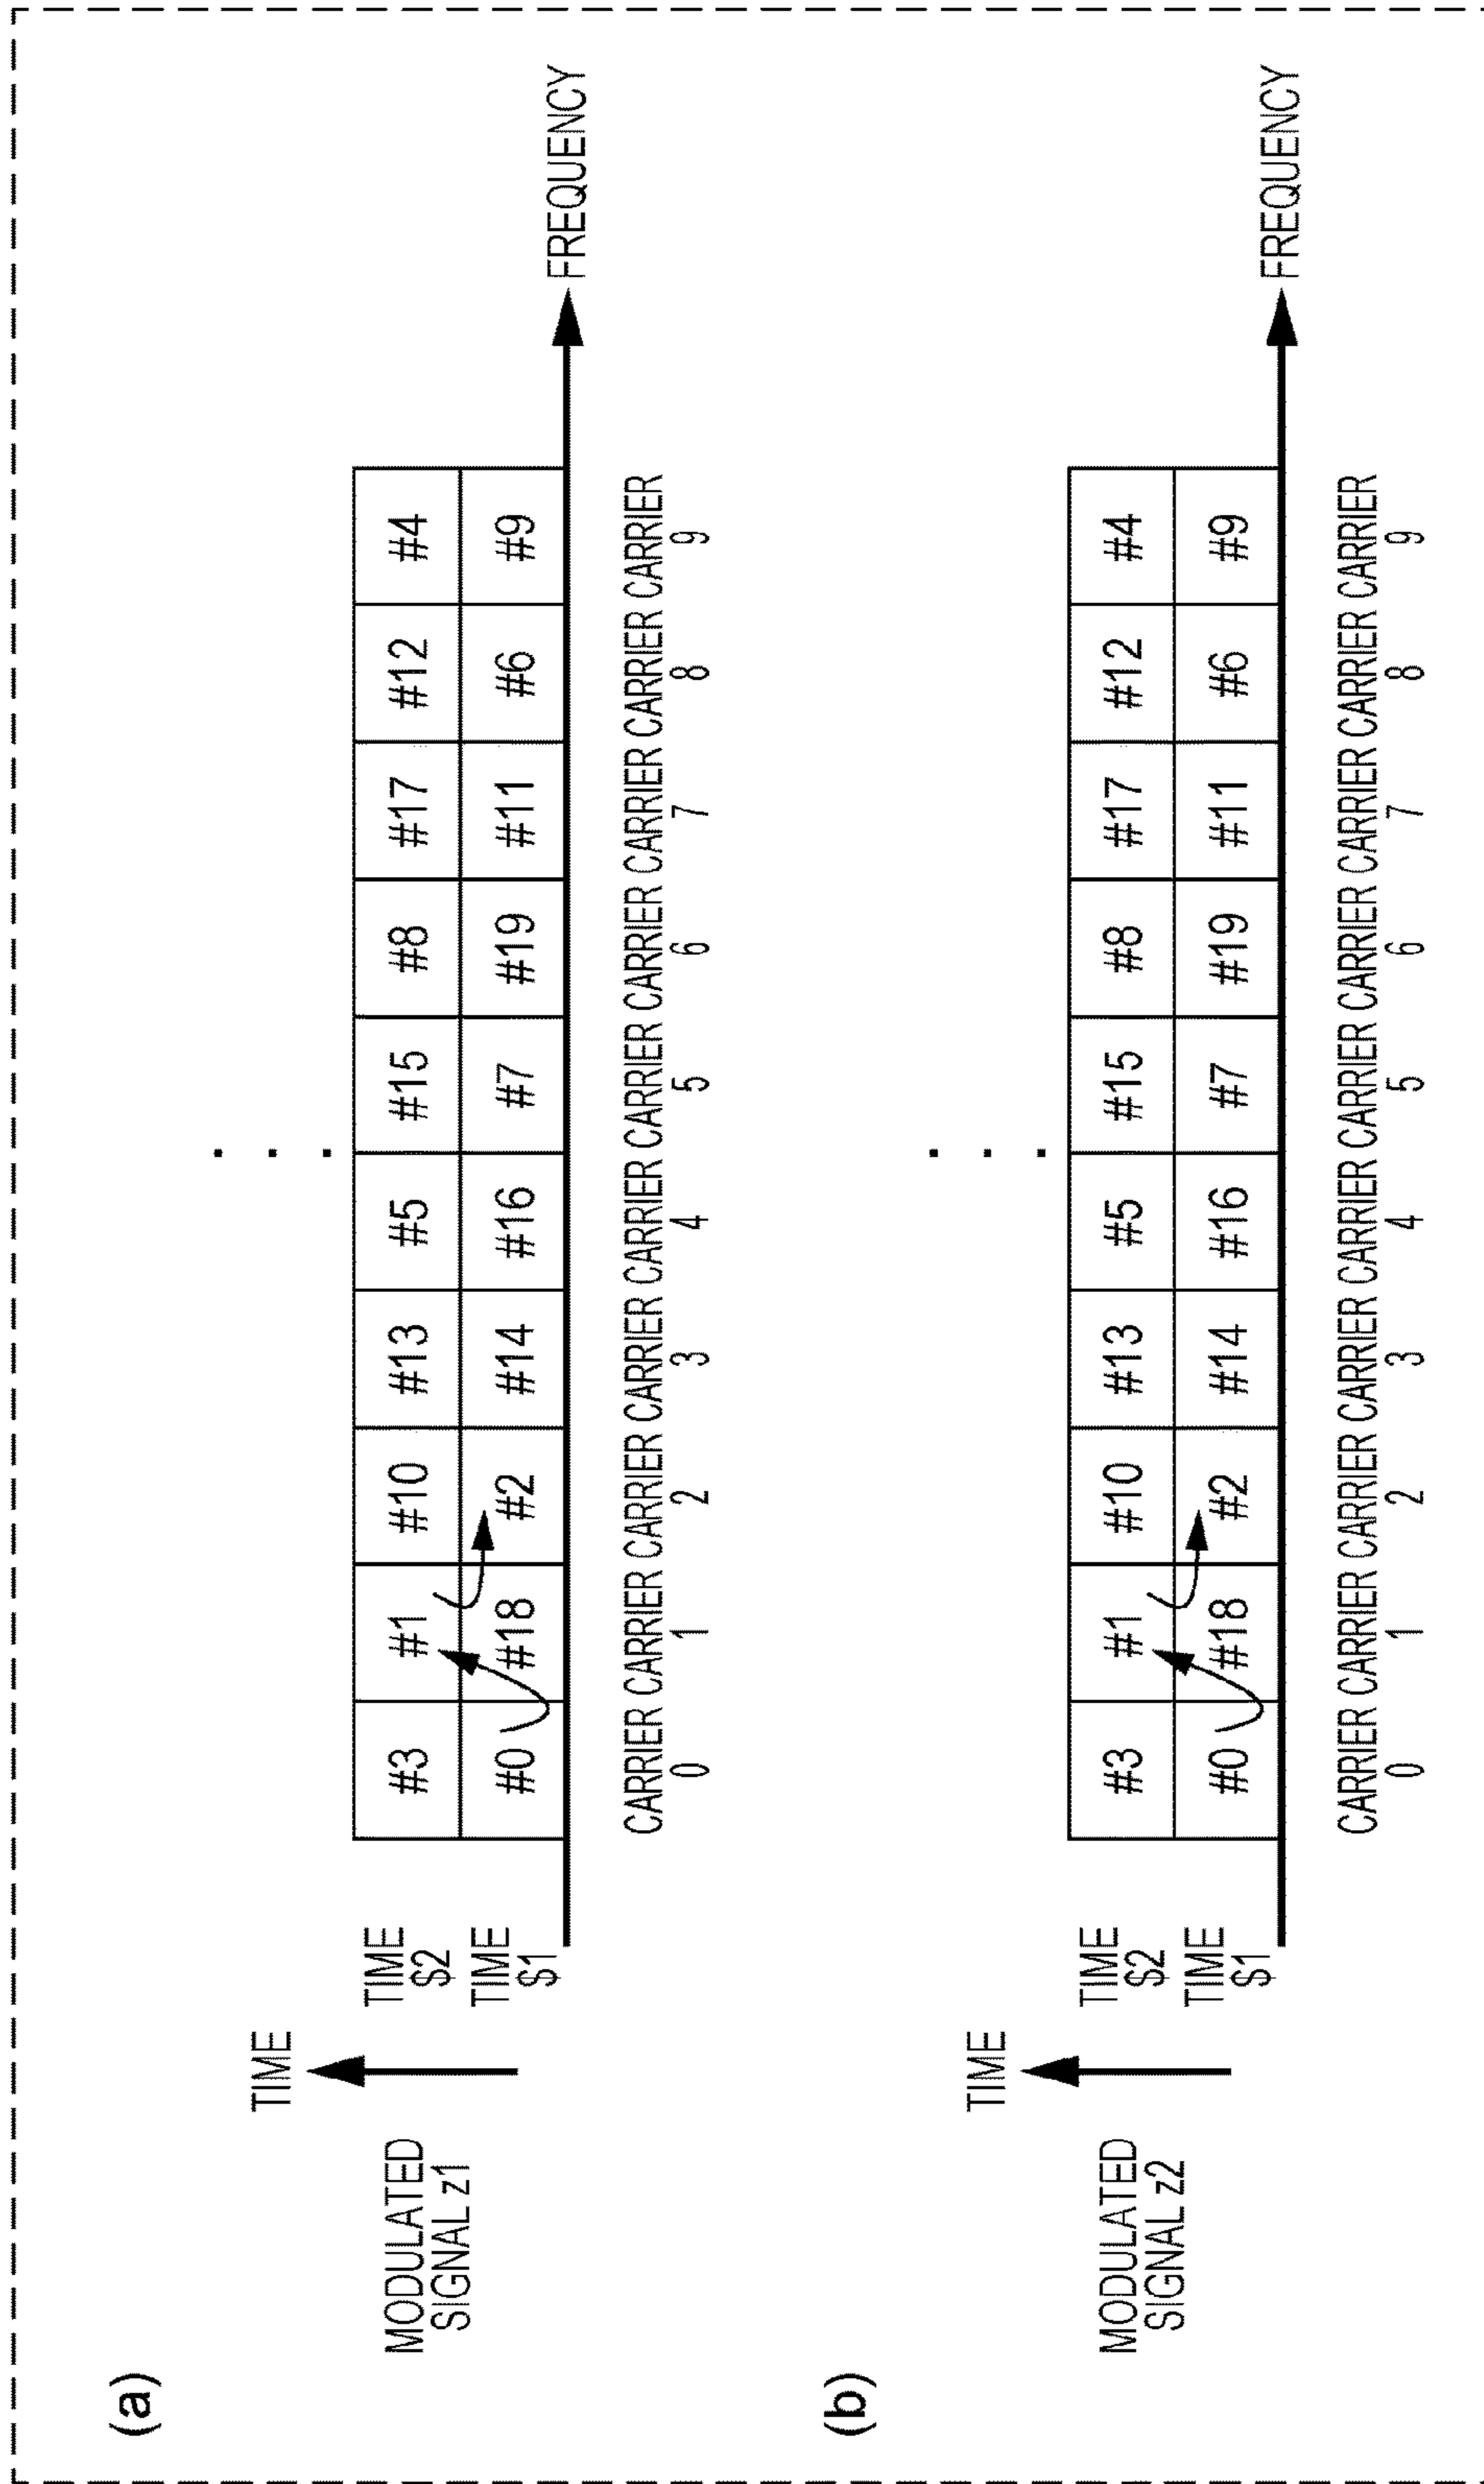 (a)
MODULATED
SIGNAL z1
TIME
TIME
$2
#3 #1 #10 #13 #5 #15 #8 #17 #12 #4
TIME
$1
#0 #18 #2 #14 #16 #7 #19 #11 #6 #9
FREQUENCY
CARRIER CARRIER CARRIER CARRIER CARRIER CARRIER CARRIER CARRIER CARRIER CARRIER
0 1 2 3 4 5 6 7 8 9
(b)
MODULATED
SIGNAL z2
TIME
TIME
$2
#3 #1 #10 #13 #5 #15 #8 #17 #12 #4
TIME
$1
#0 #18 #2 #14 #16 #7 #19 #11 #6 #9
FREQUENCY
CARRIER CARRIER CARRIER CARRIER CARRIER CARRIER CARRIER CARRIER CARRIER CARRIER
0 1 2 3 4 5 6 7 8 9